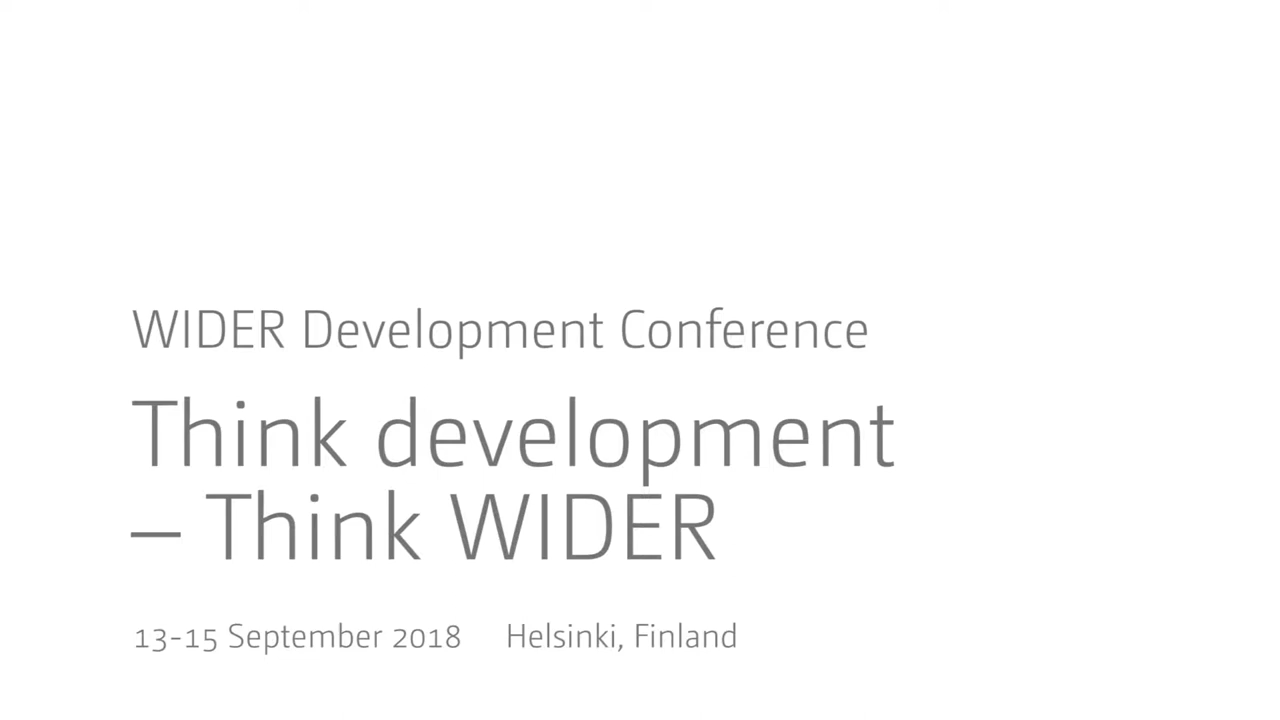 WIDER Development Conference
Think development
– Think WIDER
13-15 September 2018 Helsinki, Finland